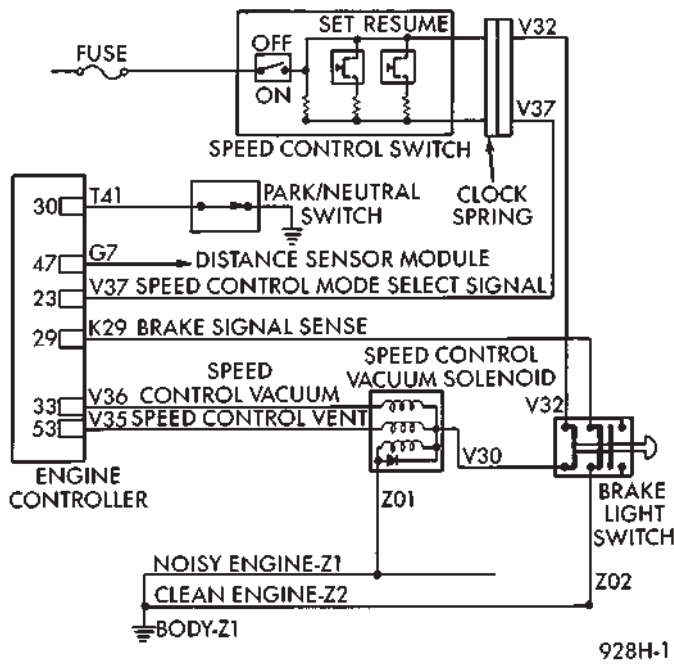 SET RESUME
V32
FUSE
OFF
ON
V37
SPEED CONTROL SWITCH
CLOCK
SPRING
30
T41
PARK/NEUTRAL
SWITCH
47
G7
DISTANCE SENSOR MODULE
23
V37 SPEED CONTROL MODE SELECT SIGNAL
29
K29 BRAKE SIGNAL SENSE
SPEED
CONTROL VACUUM
SPEED CONTROL
VACUUM SOLENOID
33
V36
53
V35 SPEED CONTROL VENT
V32
V30
ENGINE
CONTROLLER
BRAKE
LIGHT
SWITCH
Z01
NOISY ENGINE-Z1
Z02
CLEAN ENGINE-Z2
BODY-Z1
928H-1